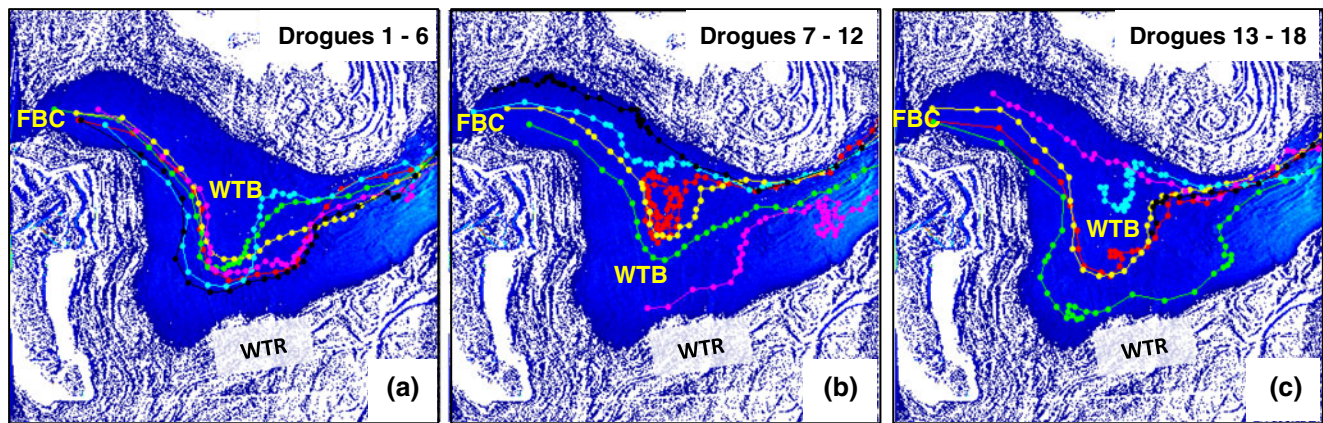 Drogues 1 - 6
FBC
WTB
WTR
(a)
Drogues 7 - 12
FBC
WTB
WTR
(b)
Drogues 13 - 18
FBC
WTB
WTR
(c)